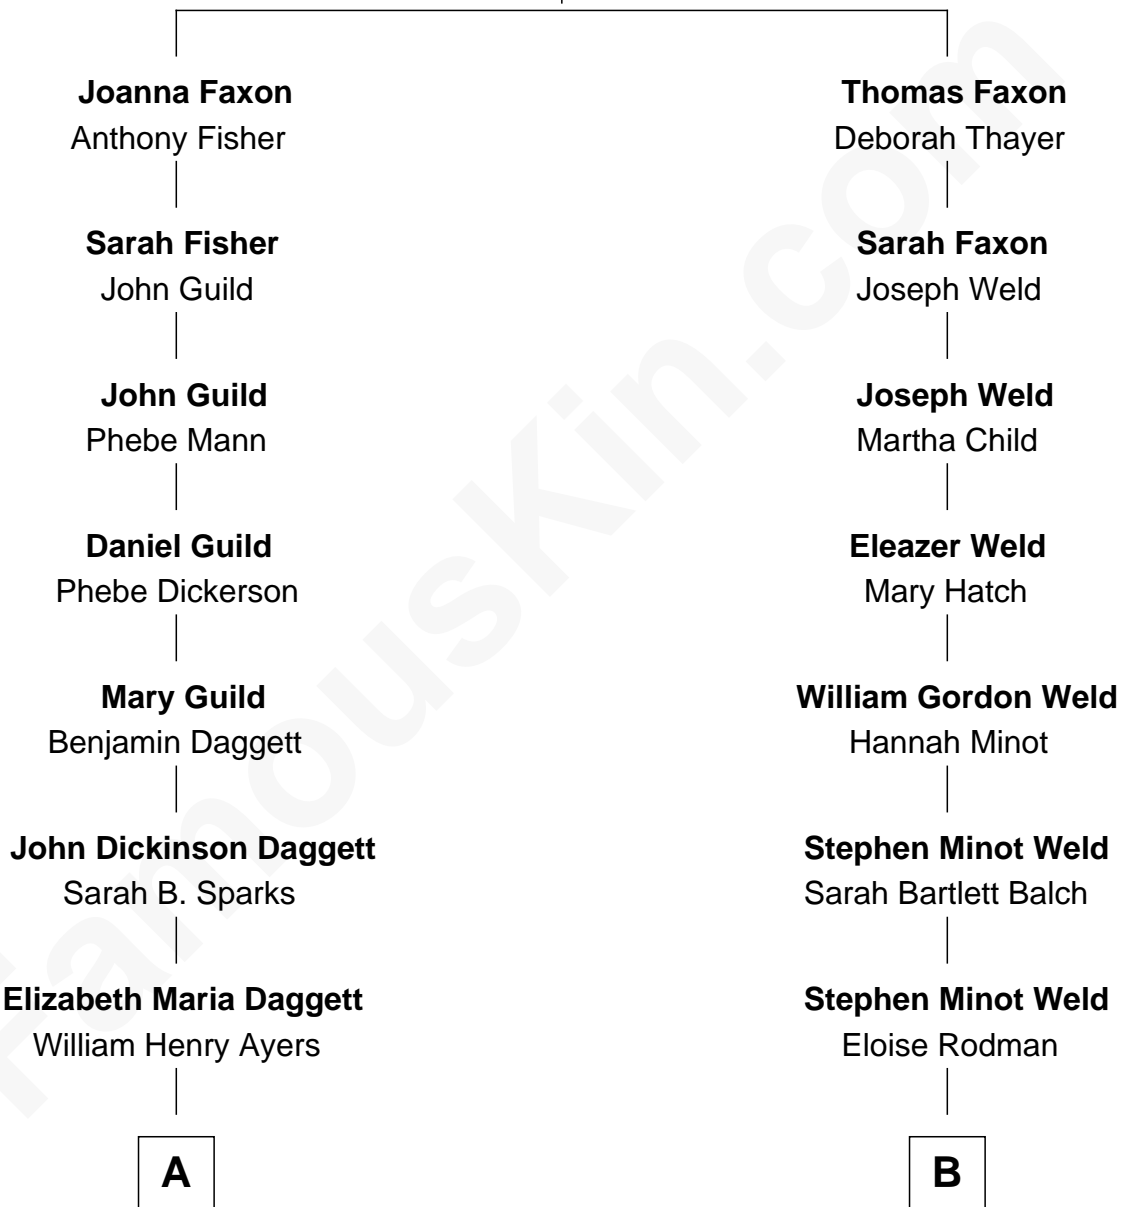 Joanna Faxon
Anthony Fisher
Sarah Fisher
John Guild
John Guild
Phebe Mann
Daniel Guild
Phebe Dickerson
Mary Guild
Benjamin Daggett
John Dickinson Daggett
Sarah B. Sparks
Elizabeth Maria Daggett
William Henry Ayers
A
Thomas Faxon
Deborah Thayer
Sarah Faxon
Joseph Weld
Joseph Weld
Martha Child
Eleazer Weld
Mary Hatch
William Gordon Weld
Hannah Minot
Stephen Minot Weld
Sarah Bartlett Balch
Stephen Minot Weld
Eloise Rodman
B
FamousKin.com